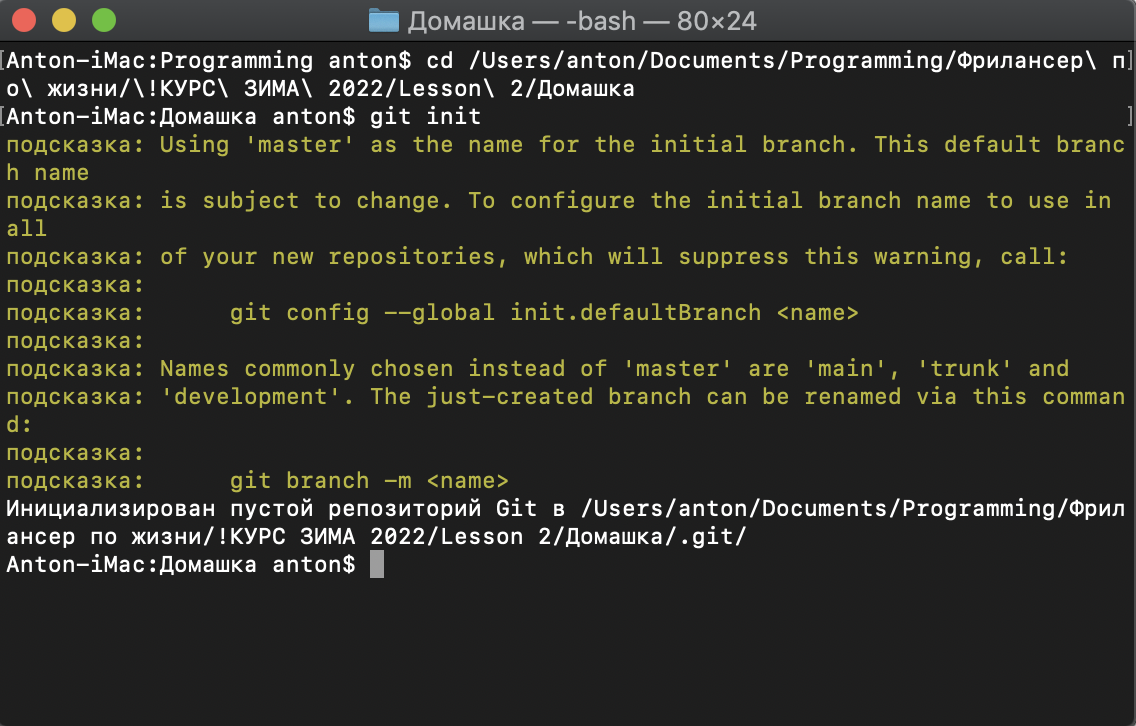 Домашка — -bash — 80×24
[Anton-iMac:Programming anton$ cd /Users/anton/Documents/Programming/Фрилансер\ п]
о\ жизни/\!КУРС\ ЗИМА\ 2022/Lesson\ 2/Домашка
[Anton-iMac:Домашка anton$ git init ]
подсказка: Using 'master' as the name for the initial branch. This default branc
h name
подсказка: is subject to change. To configure the initial branch name to use in
all
подсказка: of your new repositories, which will suppress this warning, call:
подсказка:
подсказка: git config --global init.defaultBranch <name>
подсказка:
подсказка: Names commonly chosen instead of 'master' are 'main', 'trunk' and
подсказка: 'development'. The just-created branch can be renamed via this comman
d:
подсказка:
подсказка: git branch -m <name>
Инициализирован пустой репозиторий Git в /Users/anton/Documents/Programming/Фрил
ансер по жизни/!КУРС ЗИМА 2022/Lesson 2/Домашка/.git/
Anton-iMac:Домашка anton$